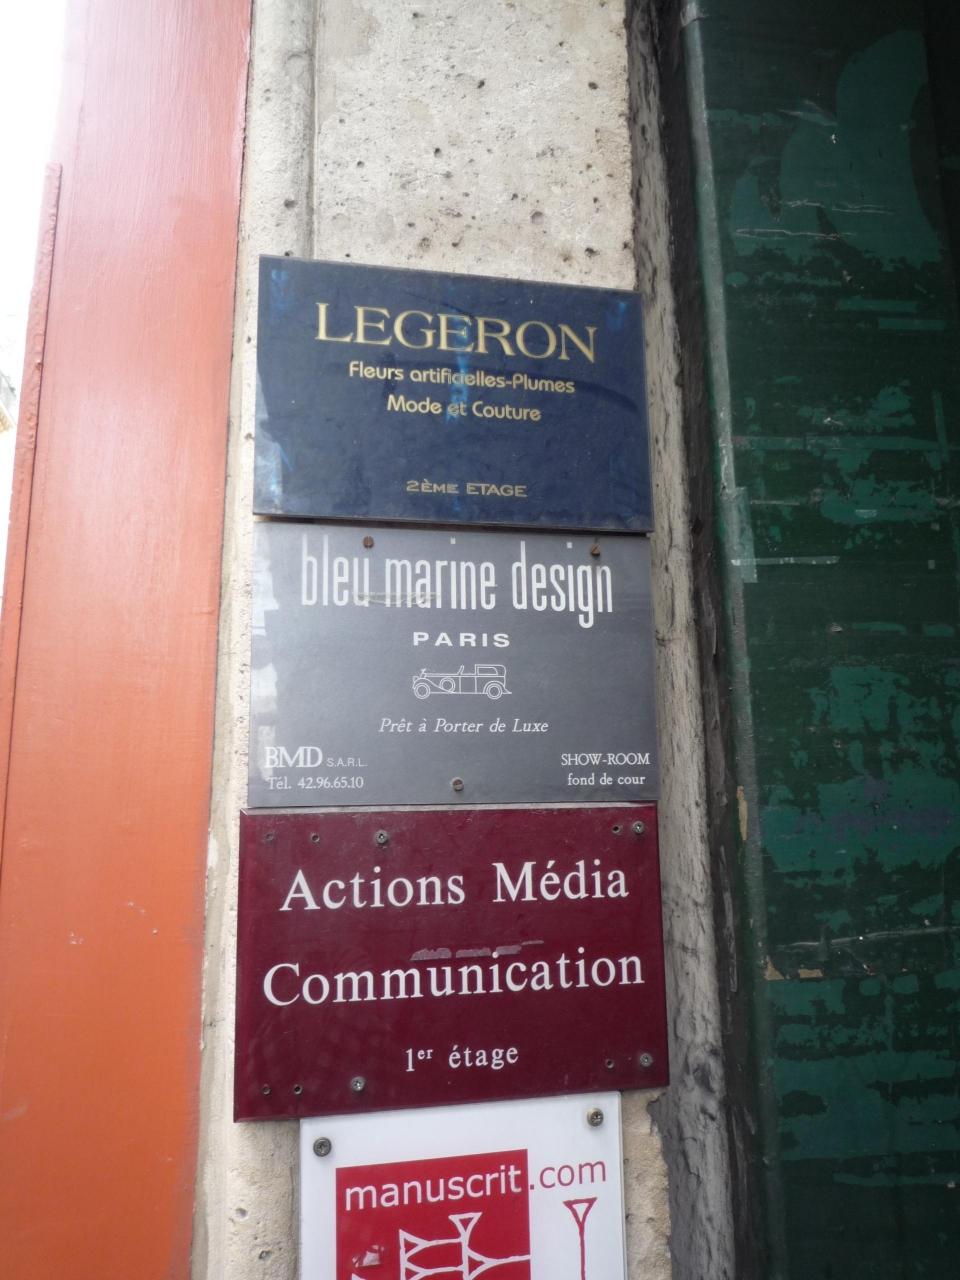 LEGERON
Fleurs artificielles-Plumes
Mode et Couture
2ÈME ETAGE
bleu marine design
PARIS
Prêt à Porter de Luxe
BMD S.A.R.L.
Tél. 42.96.65.10
SHOW-ROOM
fond de cour
Actions Média
Communication
1er étage
manuscrit.com